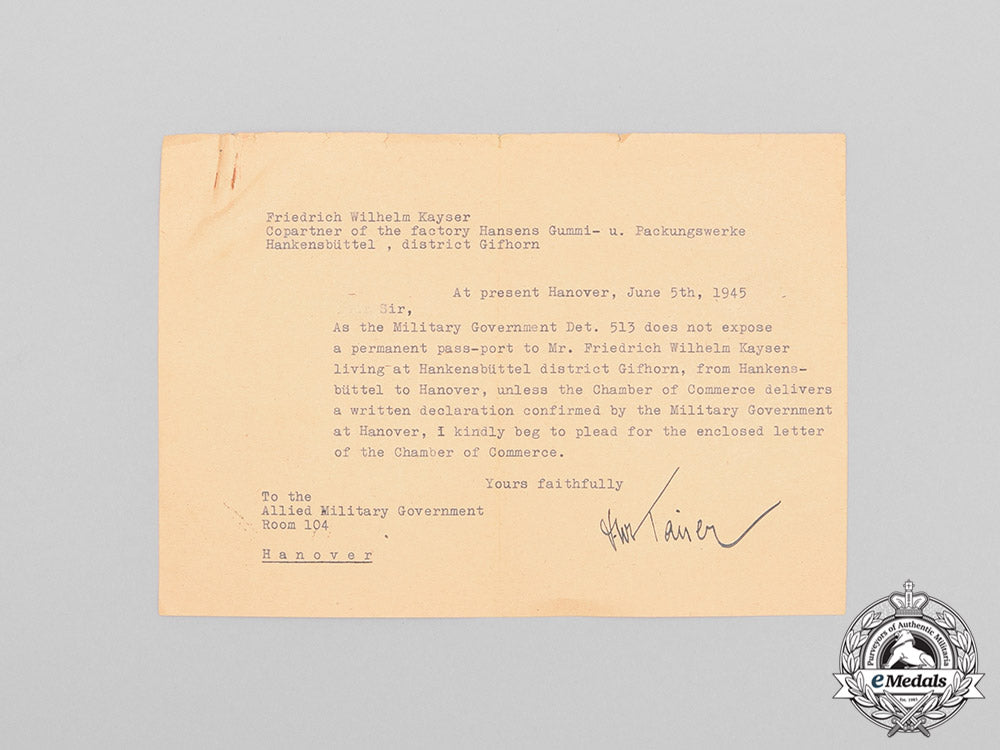 Friedrich Wilhelm Kayser
Copartner of the factory Hansens Gummi- u. Packungswerke
Hankensbüttel , district Gifhorn
At present Hanover, June 5th, 1945
Sir,
As the Military Government Det. 513 does not expose
a permanent pass-port to Mr. Friedrich Wilhelm Kayser
living at Hankensbüttel district Gifhorn, from Hankens-
büttel to Hanover, unless the Chamber of Commerce delivers
a written declaration confirmed by the Military Government
at Hanover, I kindly beg to plead for the enclosed letter
of the Chamber of Commerce.
Yours faithfully
To the
Allied Military Government
Room 104
Hanover
Purveyors of Authentic Militaria
eMedals